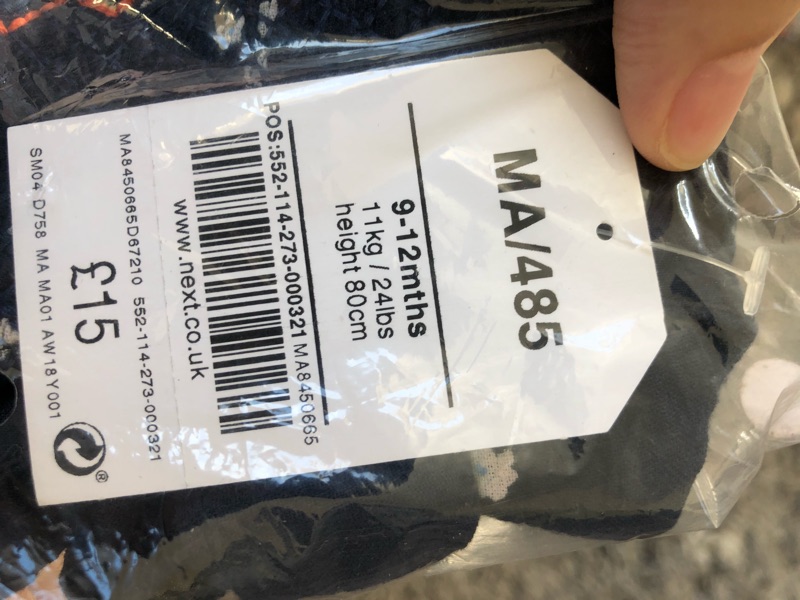 MA/485
9-12mths
11kg / 24lbs
height 80cm
POS:552-114-273-000321 MA8450665
www.next.co.uk
MA8450665D67210 552-114-273-000321
£15
SM04 D758 MA MA01 AW18Y001
®